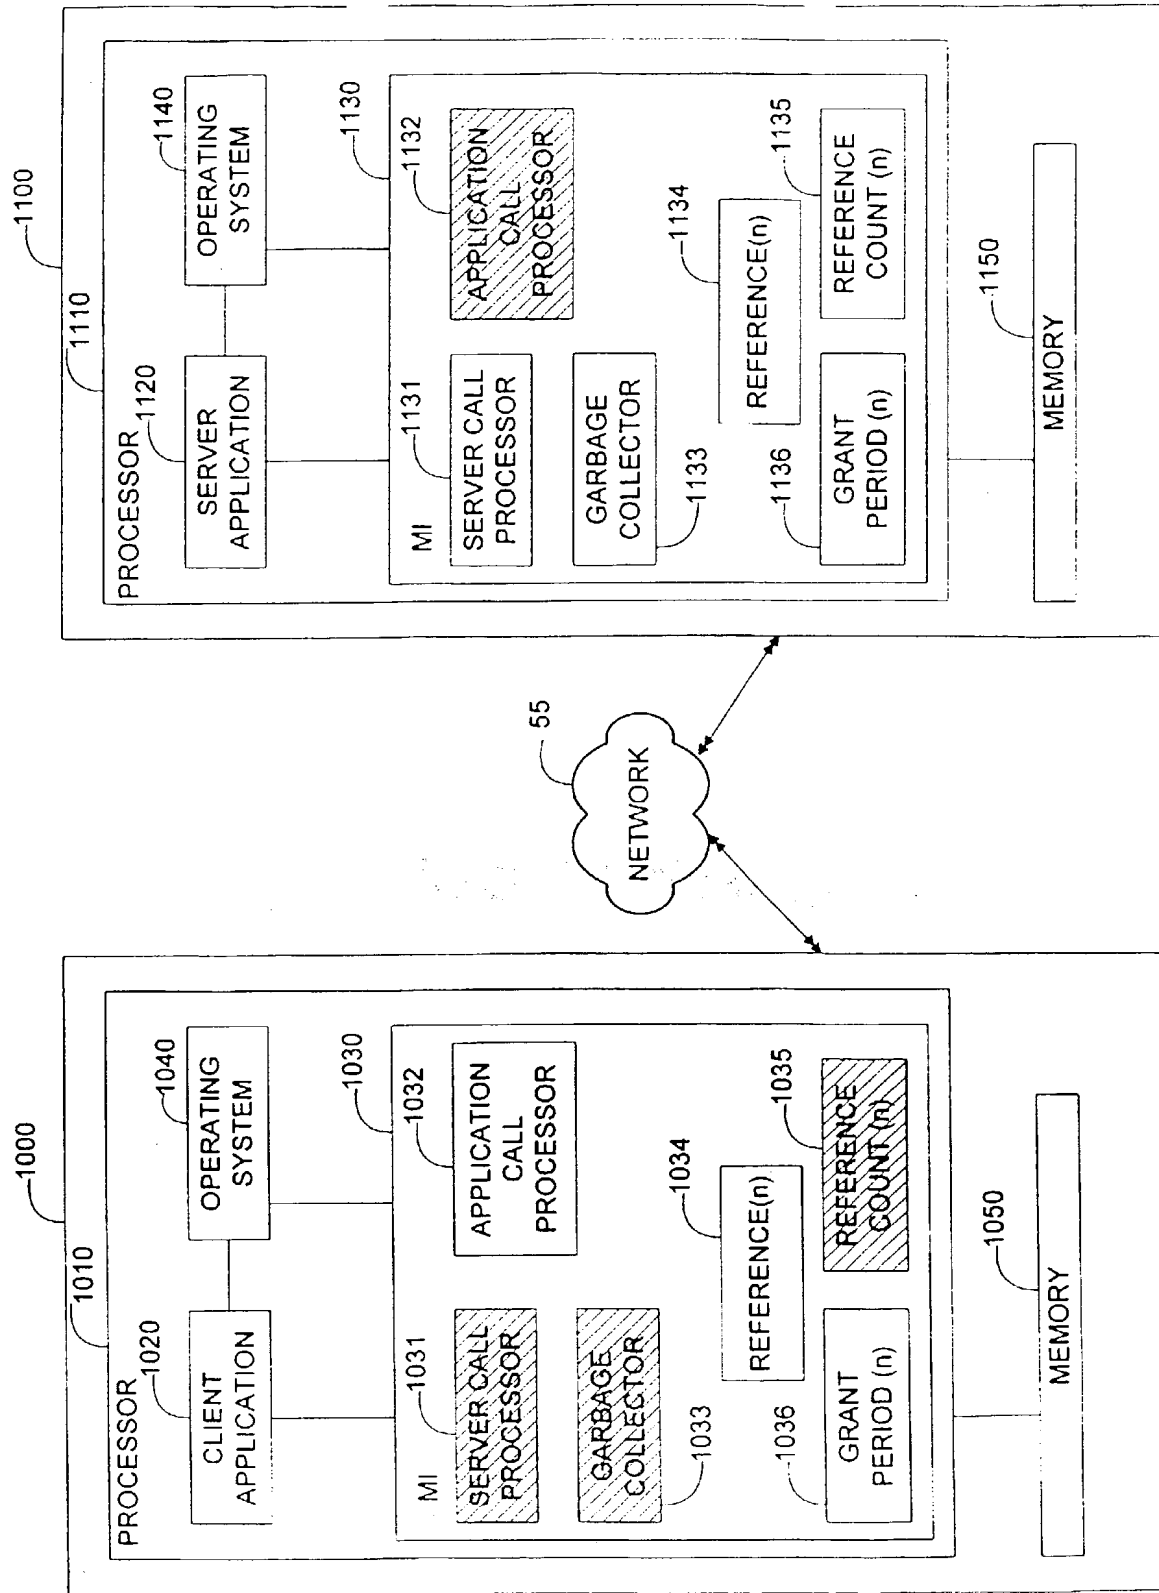 1000
1010
PROCESSOR
1020
CLIENT
APPLICATION
1040
OPERATING
SYSTEM
1030
MI
1031
SERVER CALL
PROCESSOR
1032
APPLICATION
CALL
PROCESSOR
GARBAGE
COLLECTOR
1033
1034
REFERENCE(n)
1035
REFERENCE
COUNT (n)
1036
GRANT
PERIOD (n)
1050
MEMORY
55
NETWORK
1100
1110
PROCESSOR
1120
SERVER
APPLICATION
1140
OPERATING
SYSTEM
1130
MI
1131
SERVER CALL
PROCESSOR
1132
APPLICATION
CALL
PROCESSOR
GARBAGE
COLLECTOR
1133
1134
REFERENCE(n)
1135
REFERENCE
COUNT (n)
1136
GRANT
PERIOD (n)
1150
MEMORY